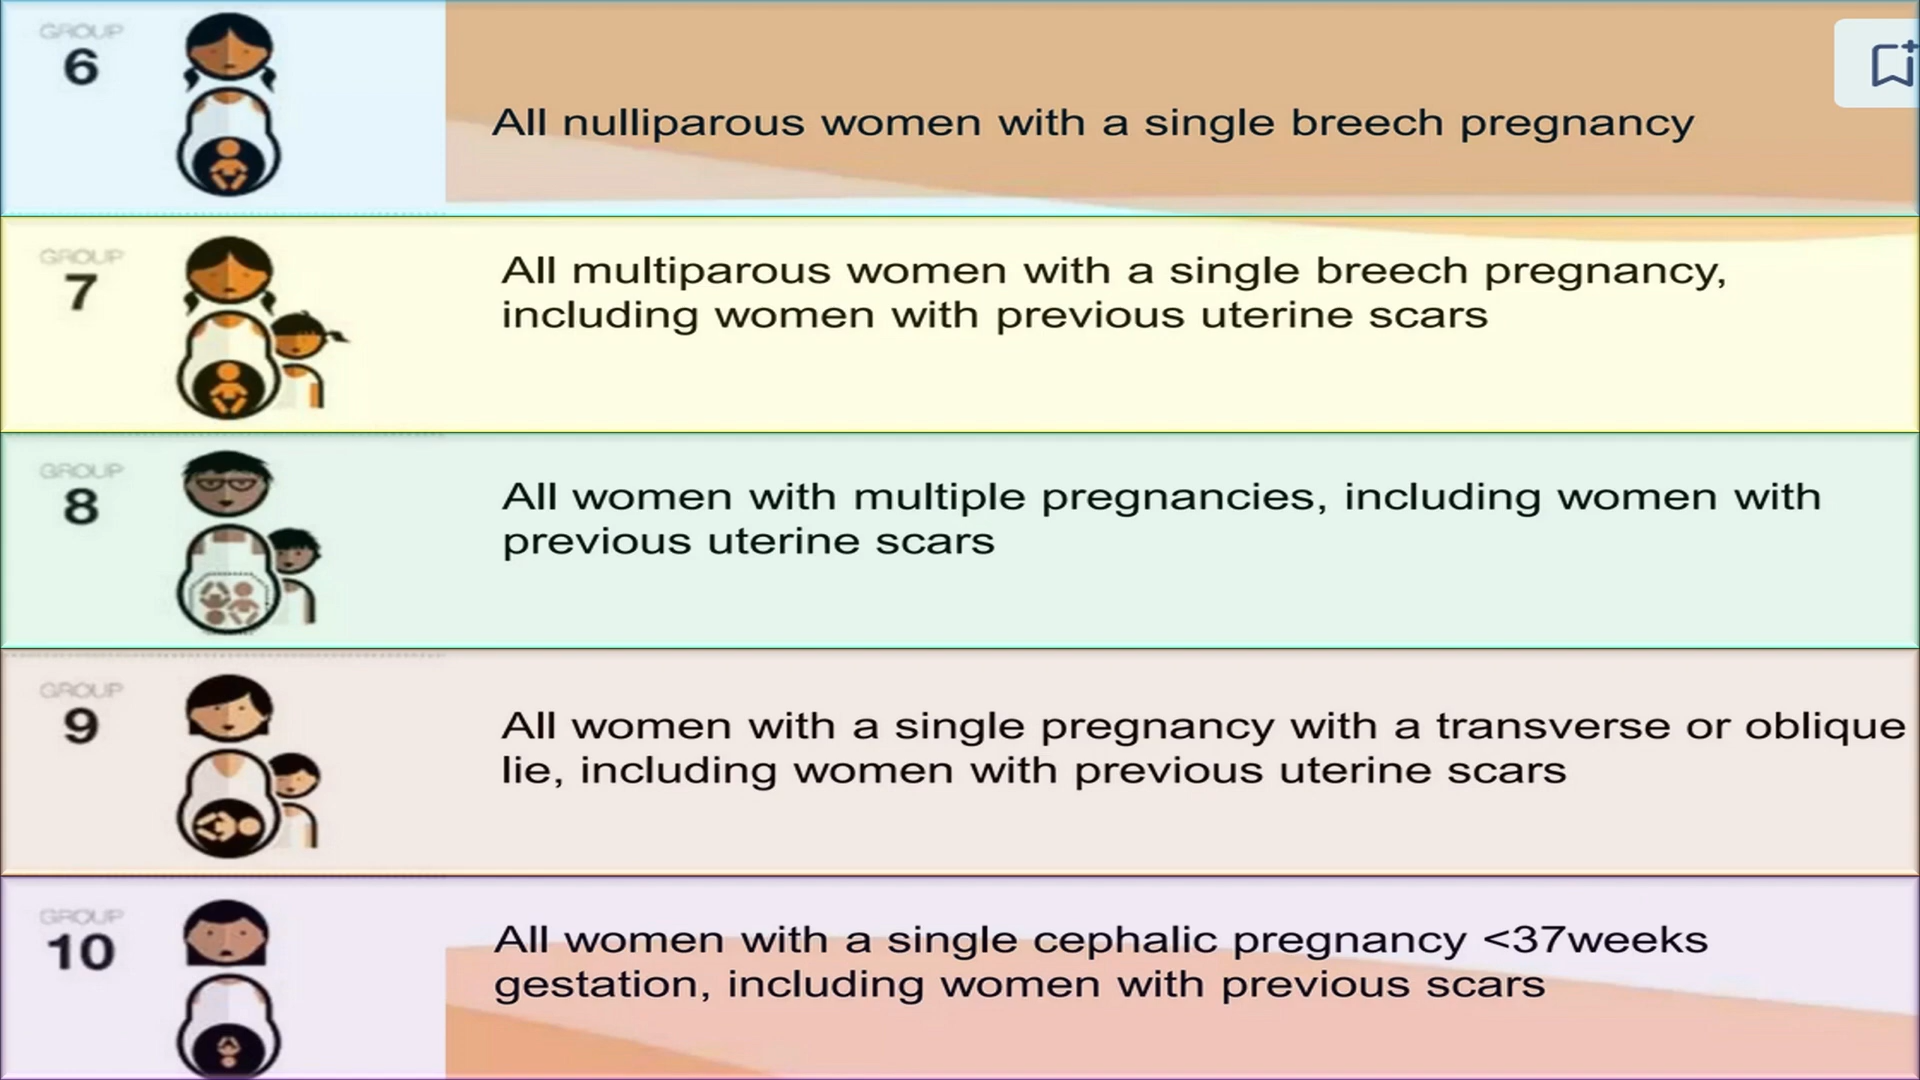 GROUP
6
All nulliparous women with a single breech pregnancy
GROUP
7
All multiparous women with a single breech pregnancy,
including women with previous uterine scars
GROUP
8
All women with multiple pregnancies, including women with
previous uterine scars
GROUP
9
All women with a single pregnancy with a transverse or oblique
lie, including women with previous uterine scars
GROUP
10
All women with a single cephalic pregnancy <37weeks
gestation, including women with previous scars